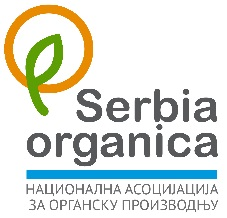 Serbia
organica
НАЦИОНАЛНА АСОЦИЈАЦИЈА
ЗА ОРГАНСКУ ПРОИЗВОДЊУ